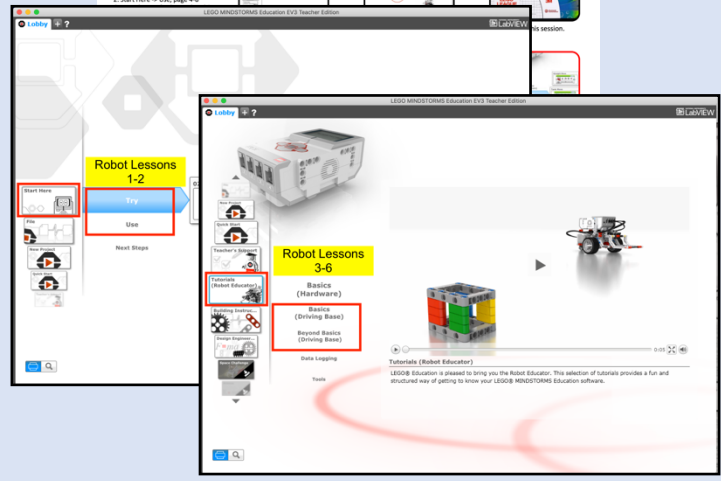 2. Start Here -> Use, page 4-6
his session.
LEGO MINDSTORMS Education EV3 Teacher Edition
Lobby + ?
LabVIEW
Robot Lessons
1-2
Start Here
Try
File
Use
New Project
Next Steps
Quick Start
LEGO MINDSTORMS Education EV3 Teacher Edition
Lobby + ?
LabVIEW
New Project
Quick Start
Teacher's Support
Robot Lessons
3-6
Tutorials
(Robot Educator)
Basics
(Hardware)
Building Instruc...
Basics
(Driving Base)
Beyond Basics
(Driving Base)
Design Engineer...
Data Logging
Tools
0:05
Tutorials (Robot Educator)
LEGO® Education is pleased to bring you the Robot Educator. This selection of tutorials provides a fun and
structured way of getting to know your LEGO® MINDSTORMS Education software.